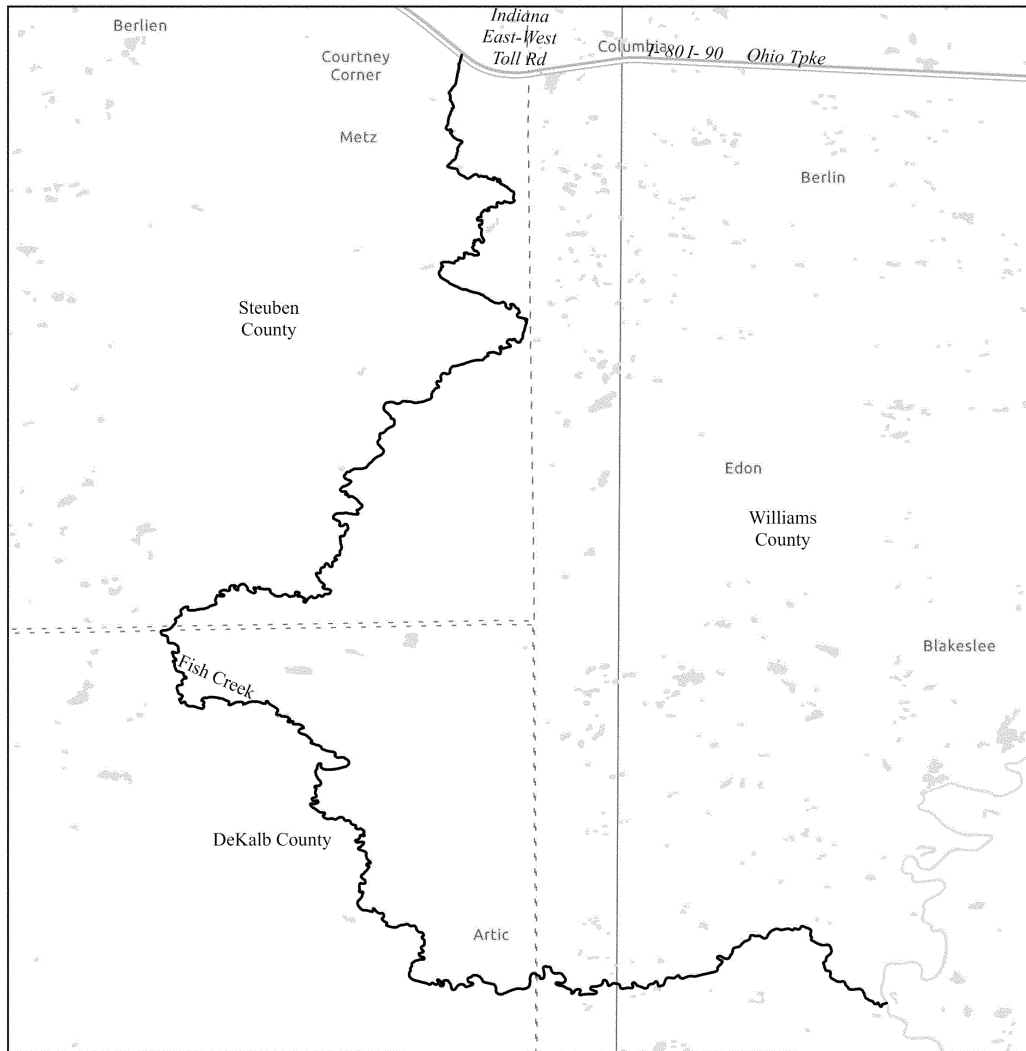 Berlien
Indiana
East-West
Toll Rd
Columbia
I- 80 I- 90
Ohio Tpke
Courtney
Corner
Metz
Berlin
Steuben
County
Edon
Williams
County
Blakeslee
Fish Creek
DeKalb County
Artic